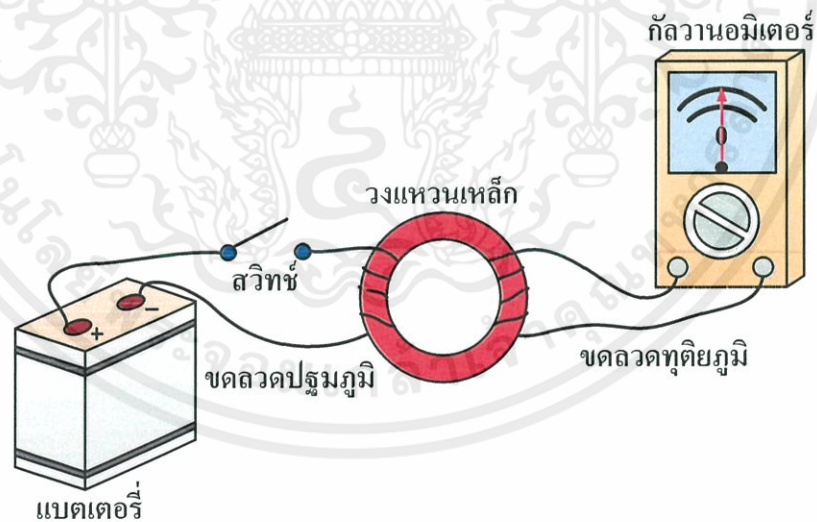 กัลวานอมิเตอร์
0
วงแหวนเหล็ก
สวิทช์
+ -
ขดลวดปฐมภูมิ
ขดลวดทุติยภูมิ
แบตเตอรี่